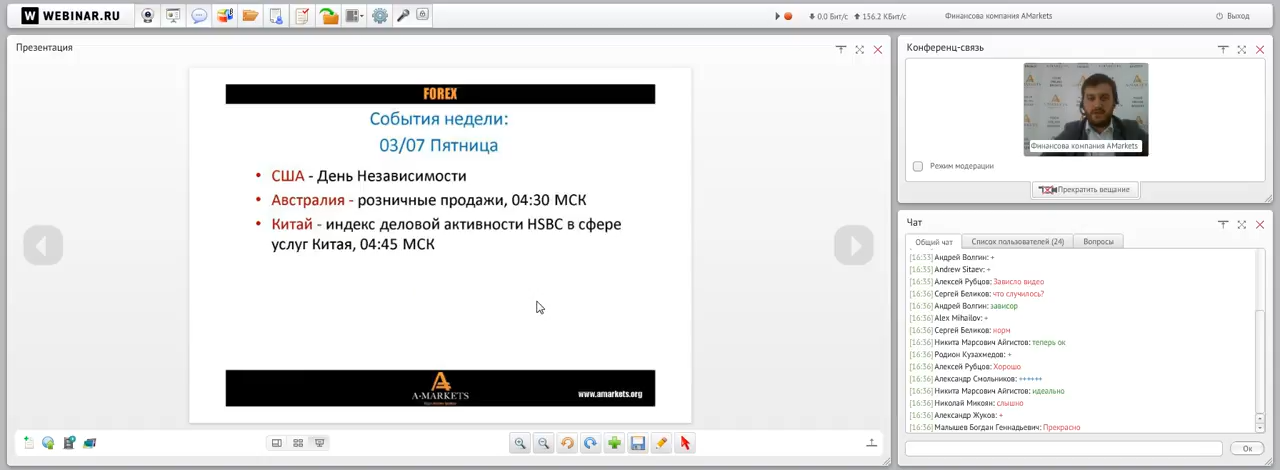 WEBINAR.RU
0.0 Бит/с 156.2 КБит/с
Финансова компания AMarkets
Выход
Презентация
FOREX
События недели:
03/07 Пятница
• США - День Независимости
• Австралия - розничные продажи, 04:30 МСК
• Китай - индекс деловой активности HSBC в сфере
услуг Китая, 04:45 МСК
A-MARKETS
www.amarkets.org
Конференц-связь
Финансова компания AMarkets
Режим модерации
Прекратить вещание
Чат
Общий чат
Список пользователей (24)
Вопросы
Андрей Волгин: +
[16:35] Andrew Sitaev: +
[16:35] Алексей Рубцов: Зависло видео
[16:36] Сергей Беликов: что случилось?
[16:36] Андрей Волгин: зависор
[16:36] Alex Mihailov: +
[16:36] Сергей Беликов: норм
[16:36] Никита Марсович Айгистов: теперь ок
[16:36] Родион Кузахмедов: +
[16:36] Алексей Рубцов: Хорошо
[16:36] Александр Смольников: ++++++
[16:36] Никита Марсович Айгистов: идеально
[16:36] Николай Микоян: слышно
[16:36] Александр Жуков: +
[16:36] Малышев Богдан Геннадьевич: Прекрасно
Ок